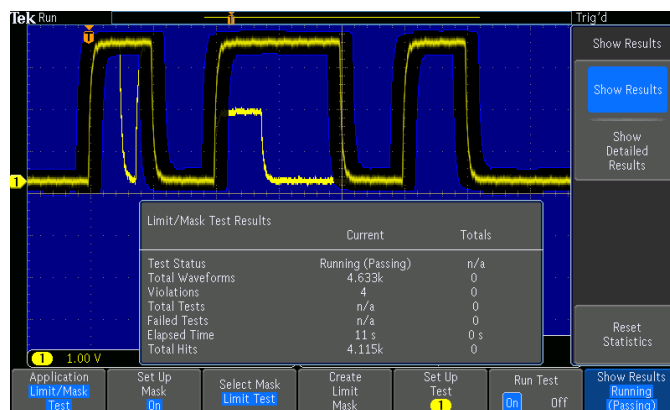 Tek Run
Trig'd
T
T
Show Results
Show Results
Show
Detailed
Results
1
Limit/Mask Test Results
Current Totals
Test Status Running (Passing) n/a
Total Waveforms 4.633k 0
Violations 4 0
Total Tests n/a 0
Failed Tests n/a 0
Elapsed Time 11 s 0 s
Total Hits 4.115k 0
Reset
Statistics
1 1.00 V
Application
Limit/Mask
Test
Set Up
Mask
On
Select Mask
Limit Test
Create
Limit
Mask
Set Up
Test
1
Run Test
On Off
Show Results
Running
(Passing)